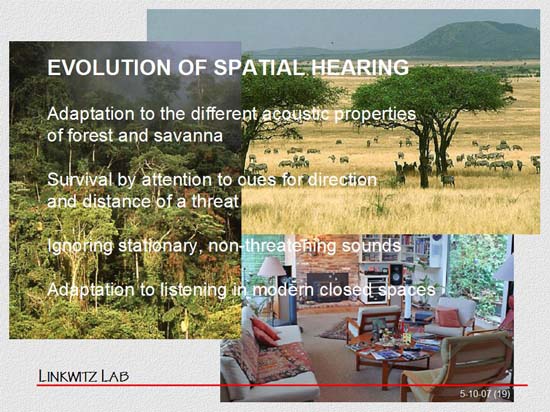 EVOLUTION OF SPATIAL HEARING
Adaptation to the different acoustic properties
of forest and savanna
Survival by attention to cues for direction
and distance of a threat
Ignoring stationary, non-threatening sounds
Adaptation to listening in modern closed spaces
LINKWITZ LAB
5-10-07 (19)